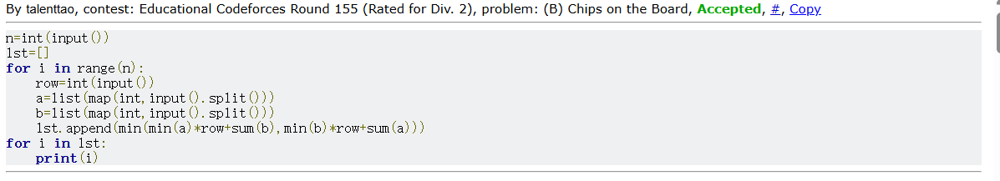 By talenttao, contest: Educational Codeforces Round 155 (Rated for Div. 2), problem: (B) Chips on the Board, Accepted, #, Copy
n=int(input())
lst=[]
for i in range(n):
    row=int(input())
    a=list(map(int,input().split()))
    b=list(map(int,input().split()))
    lst.append(min(min(a)*row+sum(b),min(b)*row+sum(a)))
for i in lst:
    print(i)